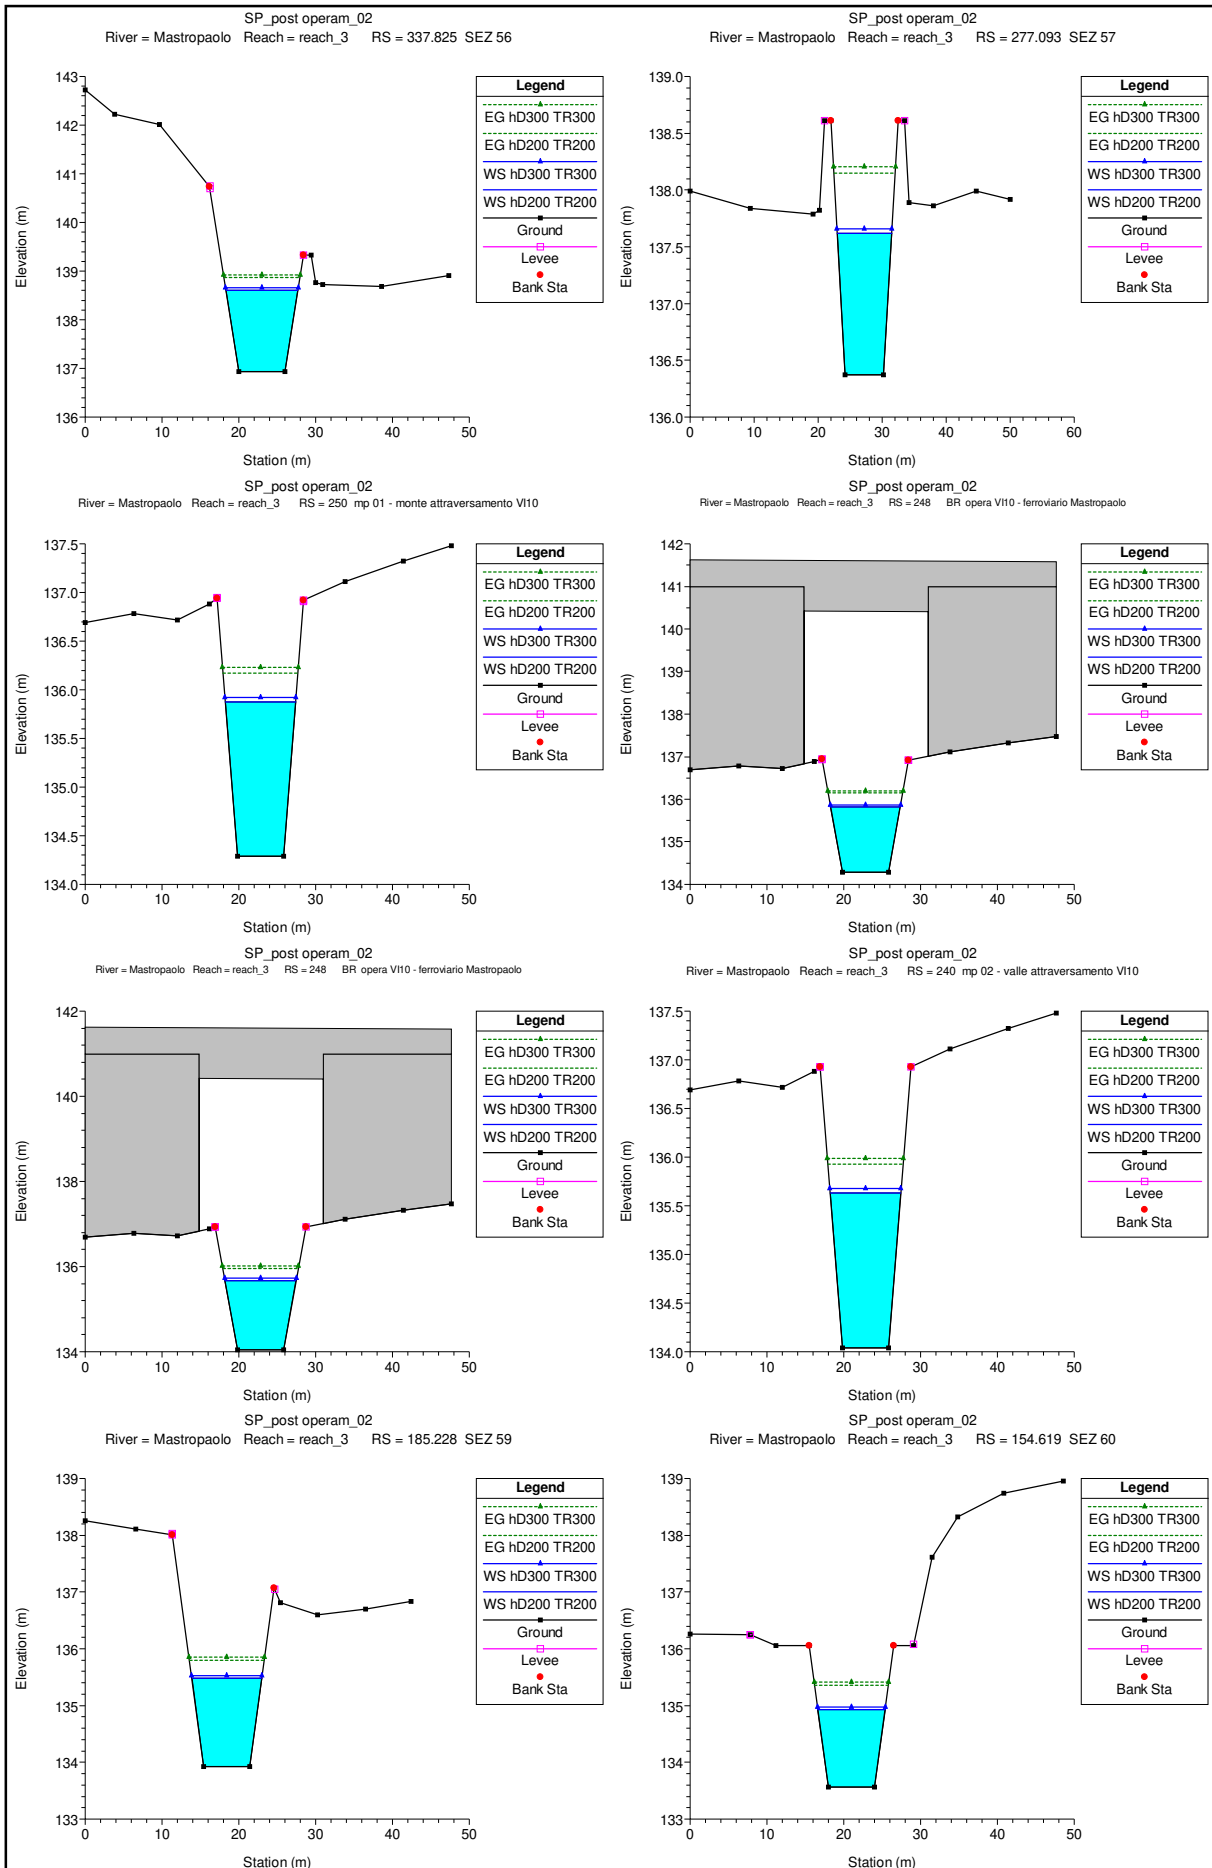 SP_post operam_02
River = Mastropaolo Reach = reach_3 RS = 337.825 SEZ 56
Elevation (m)
143
142
141
140
139
138
137
136
0 10 20 30 40 50
Station (m)
Legend
EG hD300 TR300
EG hD200 TR200
WS hD300 TR300
WS hD200 TR200
Ground
Levee
Bank Sta
SP_post operam_02
River = Mastropaolo Reach = reach_3 RS = 277.093 SEZ 57
Elevation (m)
139.0
138.5
138.0
137.5
137.0
136.5
136.0
0 10 20 30 40 50 60
Station (m)
Legend
EG hD300 TR300
EG hD200 TR200
WS hD300 TR300
WS hD200 TR200
Ground
Levee
Bank Sta
SP_post operam_02
River = Mastropaolo Reach = reach_3 RS = 250 mp 01 - monte attraversamento VI10
Elevation (m)
137.5
137.0
136.5
136.0
135.5
135.0
134.5
134.0
0 10 20 30 40 50
Station (m)
Legend
EG hD300 TR300
EG hD200 TR200
WS hD300 TR300
WS hD200 TR200
Ground
Levee
Bank Sta
SP_post operam_02
River = Mastropaolo Reach = reach_3 RS = 248 BR opera VI10 - ferroviario Mastropaolo
Elevation (m)
142
141
140
139
138
137
136
135
134
0 10 20 30 40 50
Station (m)
Legend
EG hD300 TR300
EG hD200 TR200
WS hD300 TR300
WS hD200 TR200
Ground
Levee
Bank Sta
SP_post operam_02
River = Mastropaolo Reach = reach_3 RS = 248 BR opera VI10 - ferroviario Mastropaolo
Elevation (m)
142
140
138
136
134
0 10 20 30 40 50
Station (m)
Legend
EG hD300 TR300
EG hD200 TR200
WS hD300 TR300
WS hD200 TR200
Ground
Levee
Bank Sta
SP_post operam_02
River = Mastropaolo Reach = reach_3 RS = 240 mp 02 - valle attraversamento VI10
Elevation (m)
137.5
137.0
136.5
136.0
135.5
135.0
134.5
134.0
0 10 20 30 40 50
Station (m)
Legend
EG hD300 TR300
EG hD200 TR200
WS hD300 TR300
WS hD200 TR200
Ground
Levee
Bank Sta
SP_post operam_02
River = Mastropaolo Reach = reach_3 RS = 185.228 SEZ 59
Elevation (m)
139
138
137
136
135
134
133
0 10 20 30 40 50
Station (m)
Legend
EG hD300 TR300
EG hD200 TR200
WS hD300 TR300
WS hD200 TR200
Ground
Levee
Bank Sta
SP_post operam_02
River = Mastropaolo Reach = reach_3 RS = 154.619 SEZ 60
Elevation (m)
139
138
137
136
135
134
133
0 10 20 30 40 50
Station (m)
Legend
EG hD300 TR300
EG hD200 TR200
WS hD300 TR300
WS hD200 TR200
Ground
Levee
Bank Sta